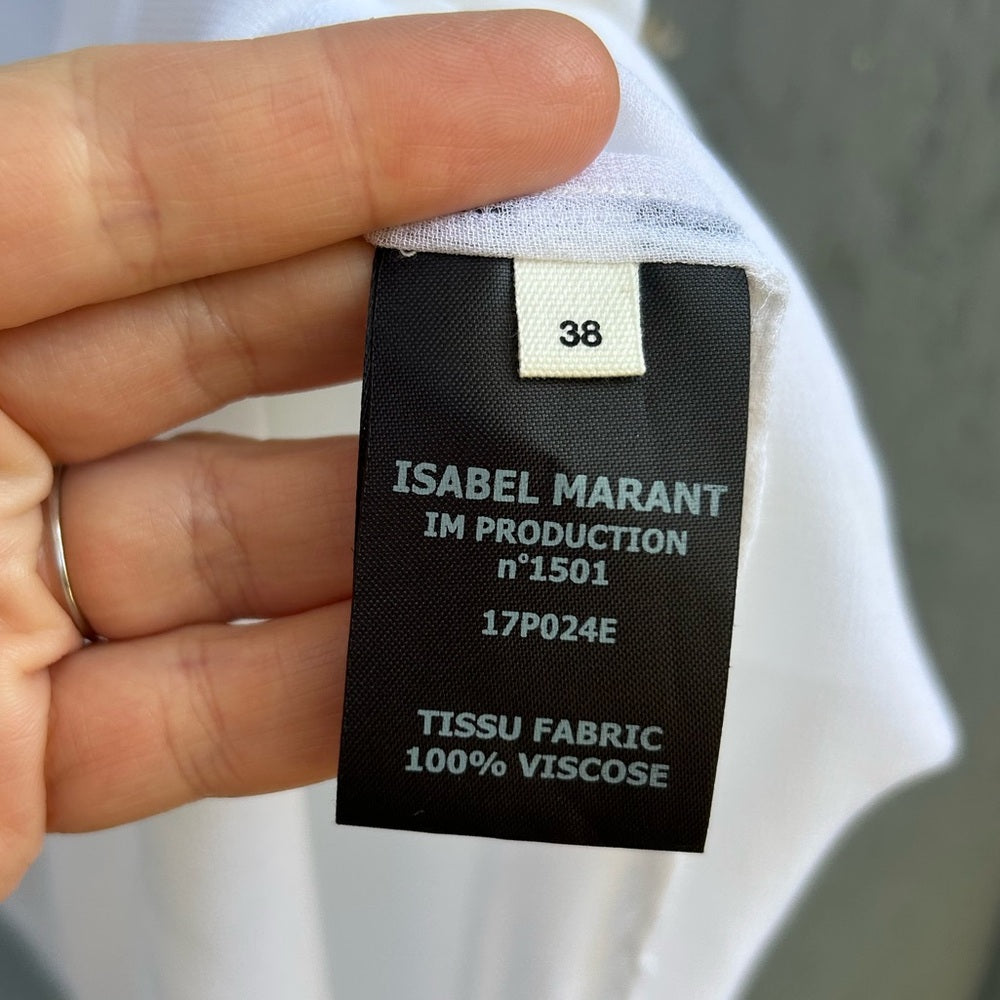 38
ISABEL MARANT
IM PRODUCTION
n°1501
17P024E
TISSU FABRIC
100% VISCOSE